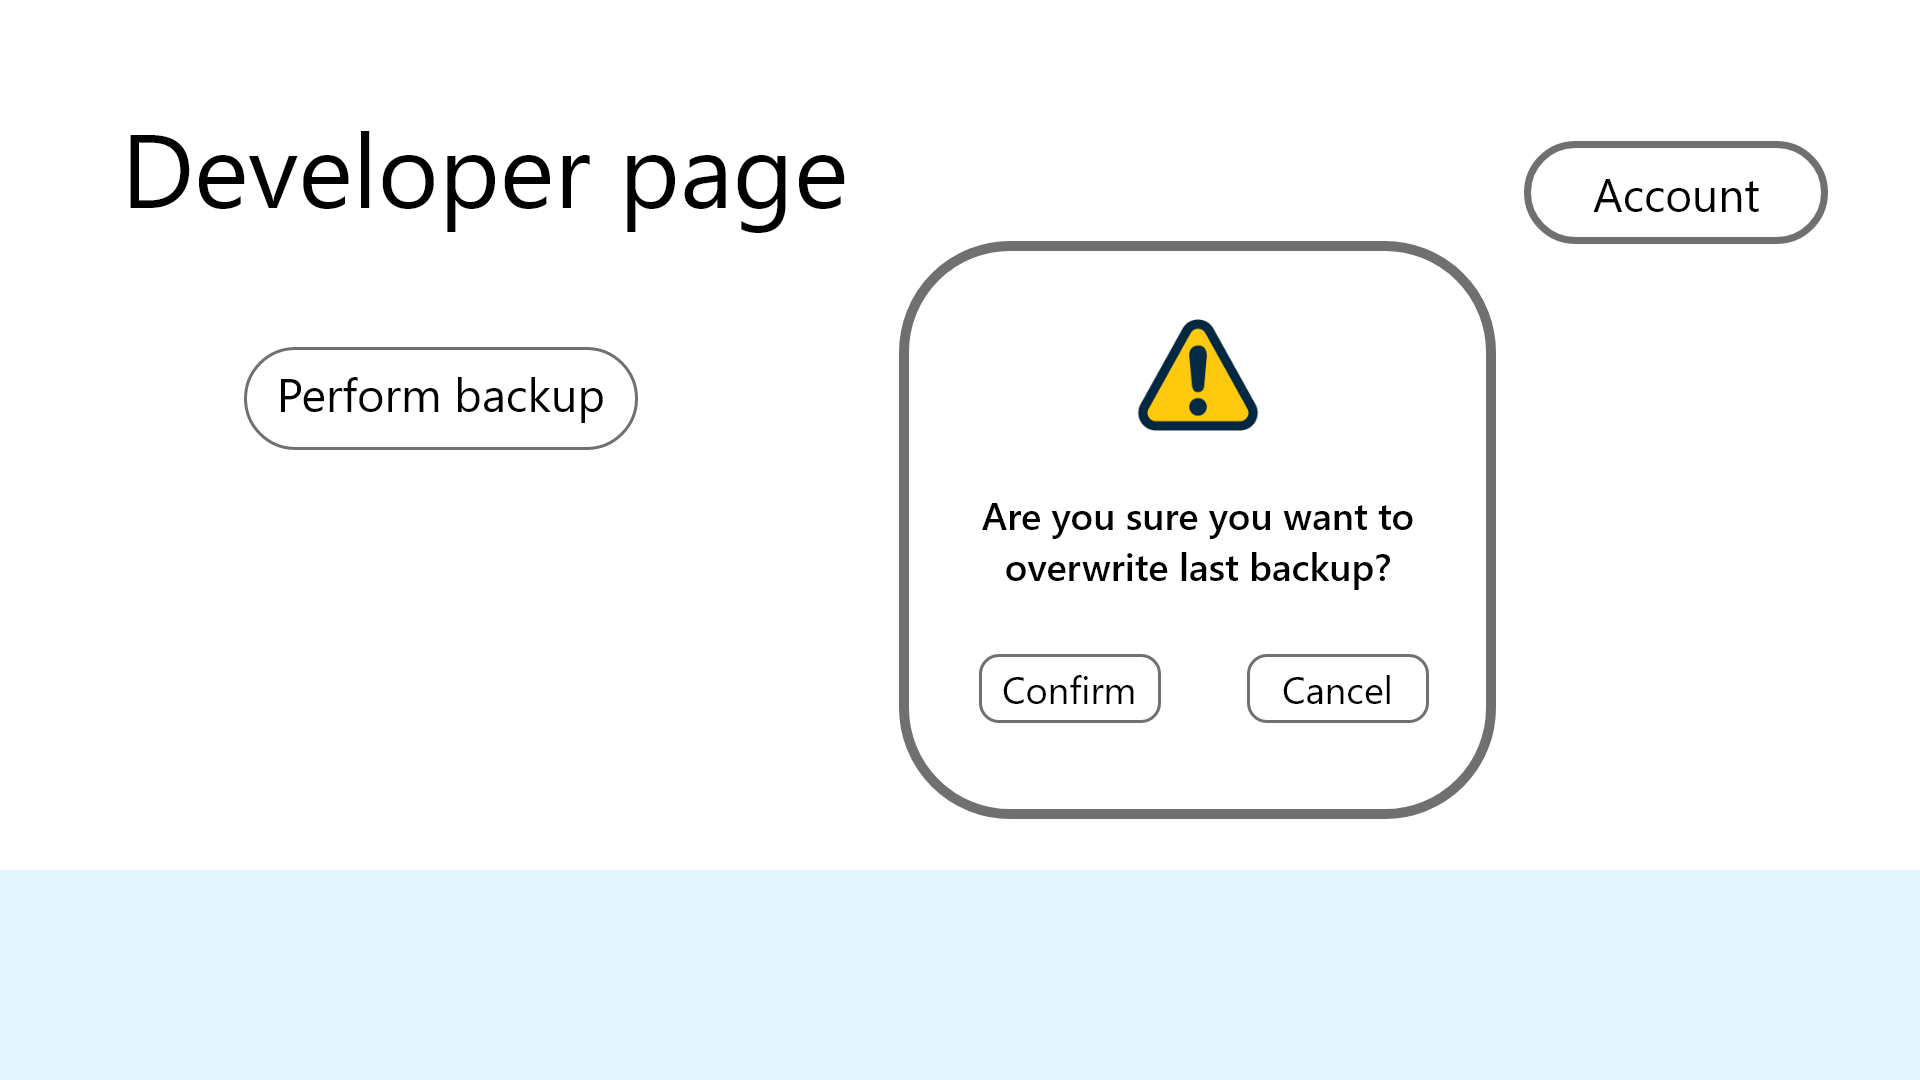 Developer page
Account
Perform backup
Are you sure you want to
overwrite last backup?
Confirm
Cancel